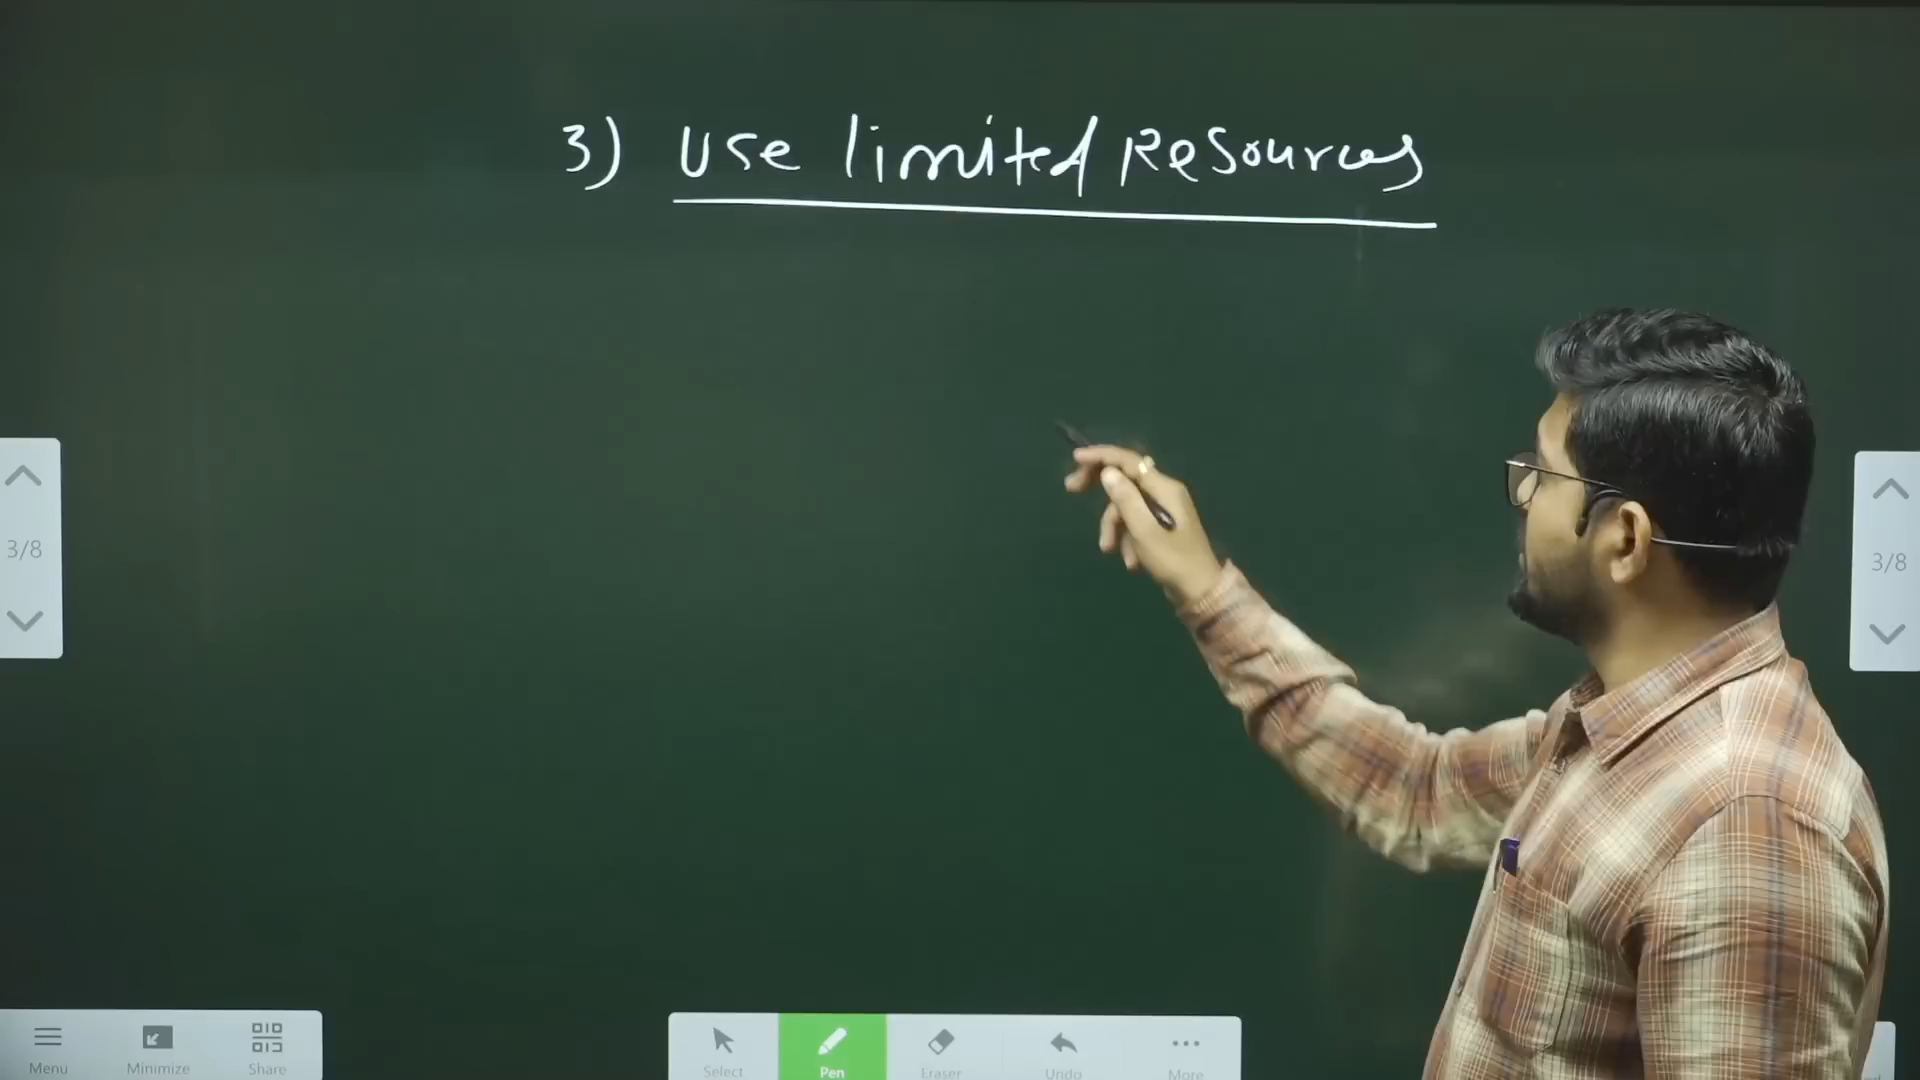 3) Use limited Resources
3/8
3/8
Menu
Minimize
Share
Select
Pen
Eraser
Undo
More